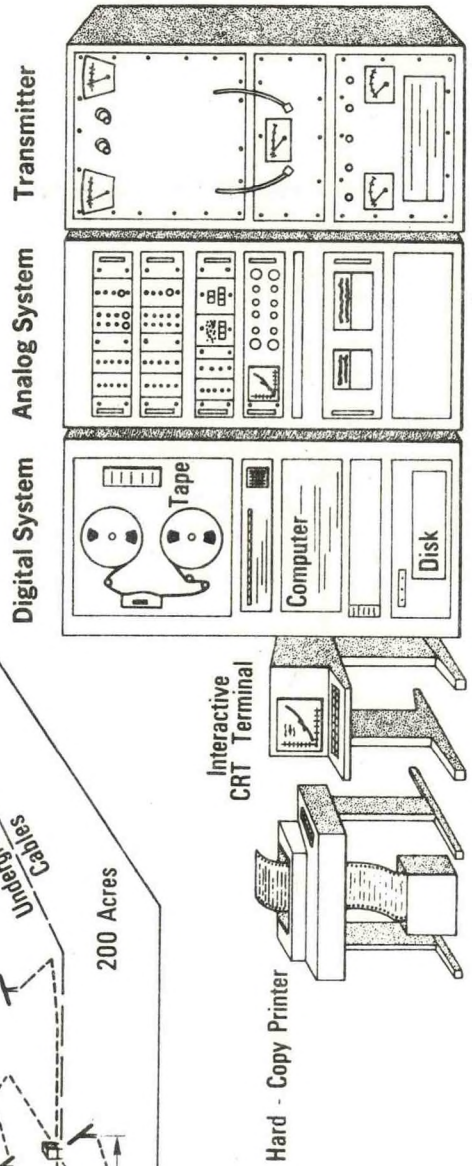 Transmitter
Analog System
Digital System
Tape
Computer
Disk
Interactive
CRT Terminal
Hard - Copy Printer
Cables
200 Acres